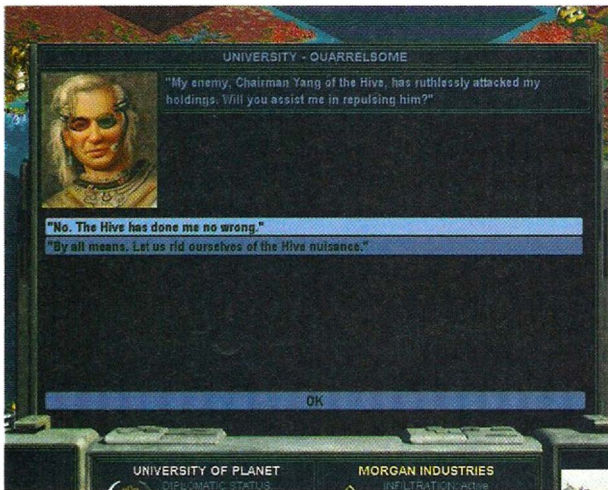 UNIVERSITY - QUARRELSOME
"My enemy, Chairman Yang of the Hive, has ruthlessly attacked my
holdings. Will you assist me in repulsing him?"
"No. The Hive has done me no wrong."
"By all means. Let us rid ourselves of the Hive nuisance."
OK
UNIVERSITY OF PLANET
DIPLOMATIC STATUS
MORGAN INDUSTRIES
INFILTRATION: Active